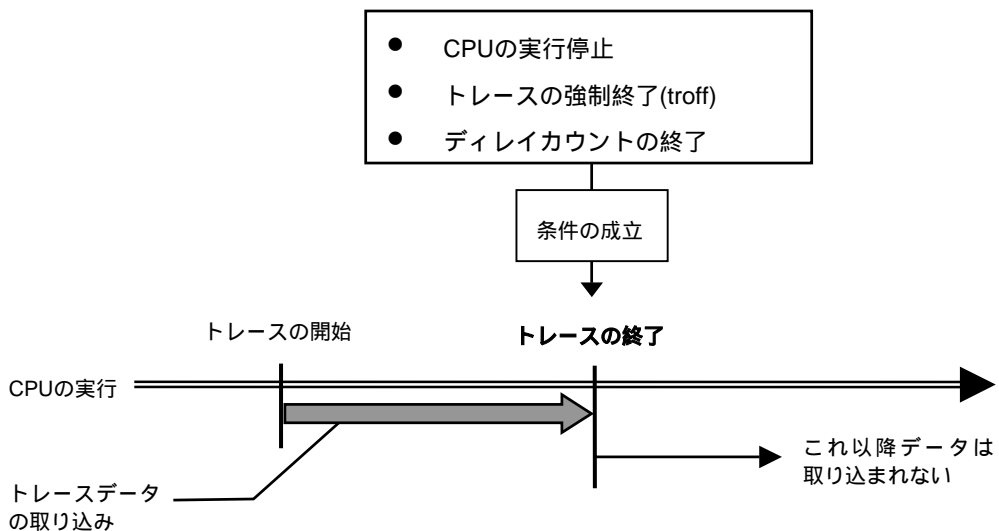 ● CPUの実行停止
● トレースの強制終了(troff)
● ディレイカウントの終了
条件の成立
トレースの開始
トレースの終了
CPUの実行
これ以降データは
取り込まれない
トレースデータ
の取り込み